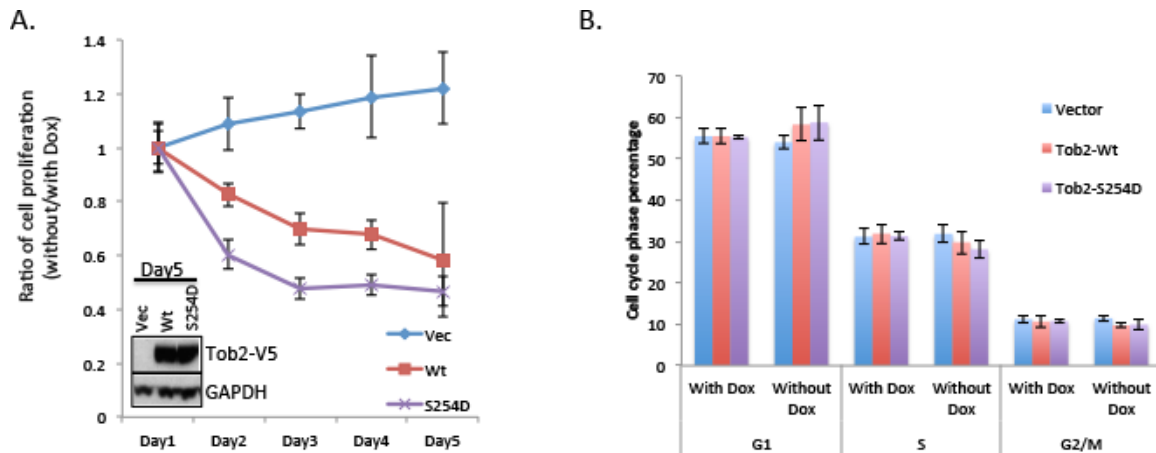 A.
Ratio of cell proliferation
(without/with Dox)
1.4
1.2
1
0.8
0.6
0.4
0.2
0
Day1
Day2
Day3
Day4
Day5
Day5
Vec
Wt
S254D
Tob2-V5
GAPDH
Vec
Wt
S254D
B.
Cell cycle phase percentage
70
60
50
40
30
20
10
0
Vector
Tob2-Wt
Tob2-S254D
With Dox
Without
Dox
With Dox
Without
Dox
With Dox
Without
Dox
G1
S
G2/M